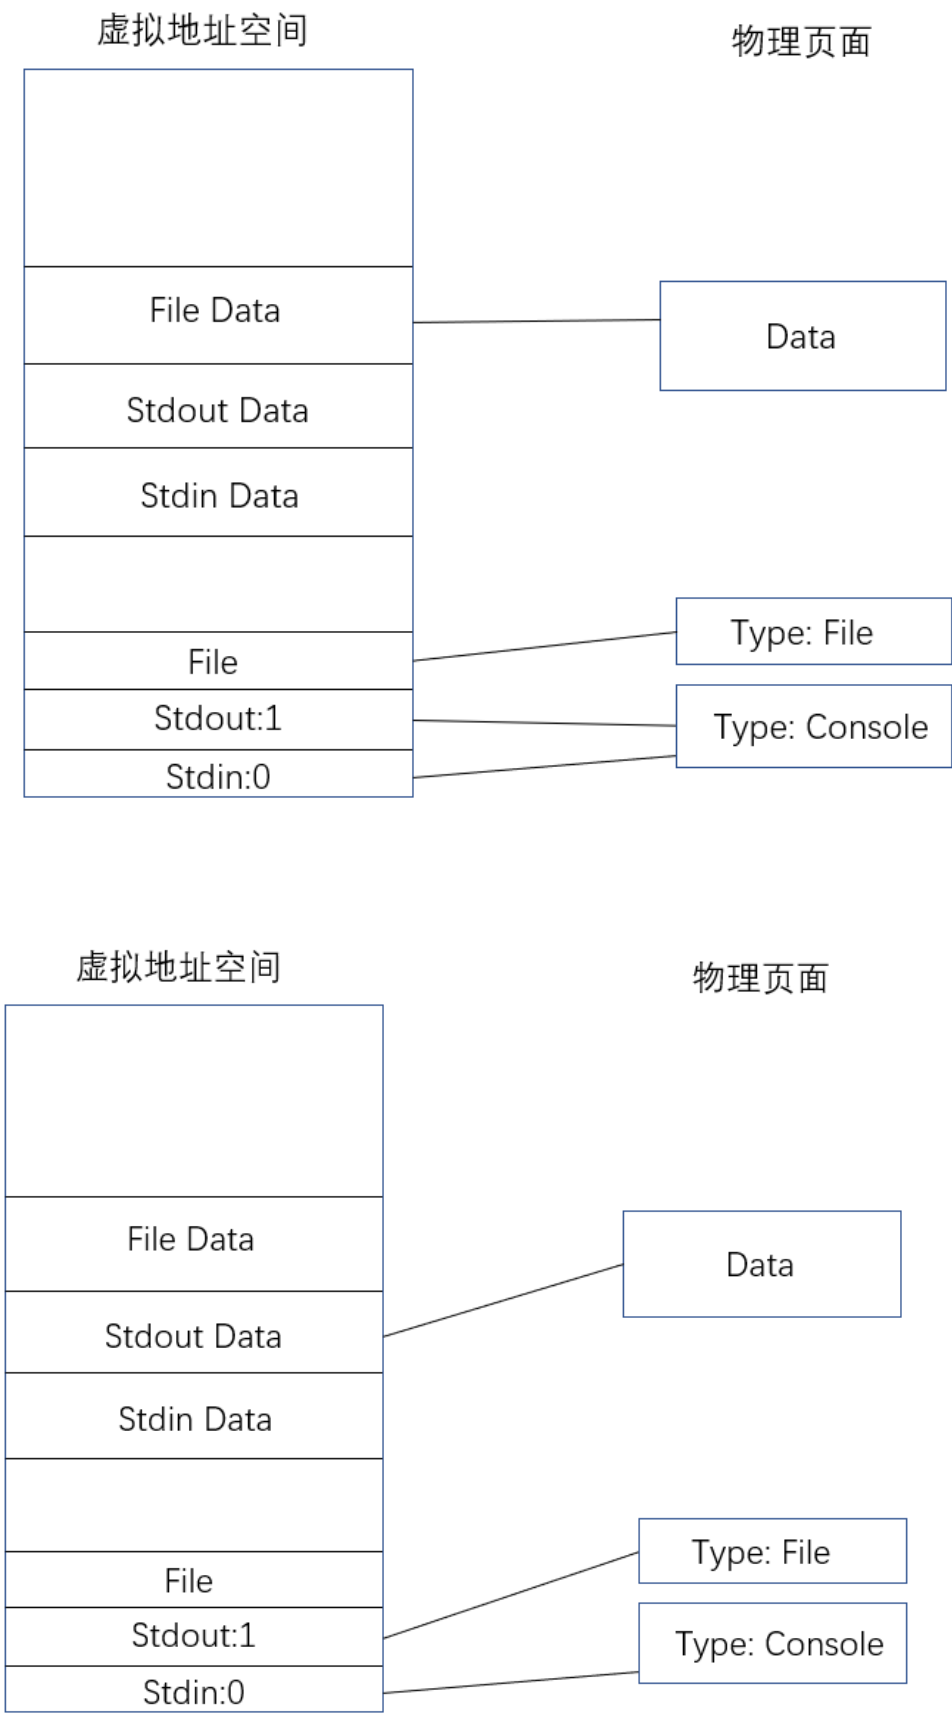 虚拟地址空间
物理页面
File Data
Data
Stdout Data
Stdin Data
Type: File
File
Stdout:1
Type: Console
Stdin:0
虚拟地址空间
物理页面
File Data
Data
Stdout Data
Stdin Data
Type: File
File
Stdout:1
Type: Console
Stdin:0